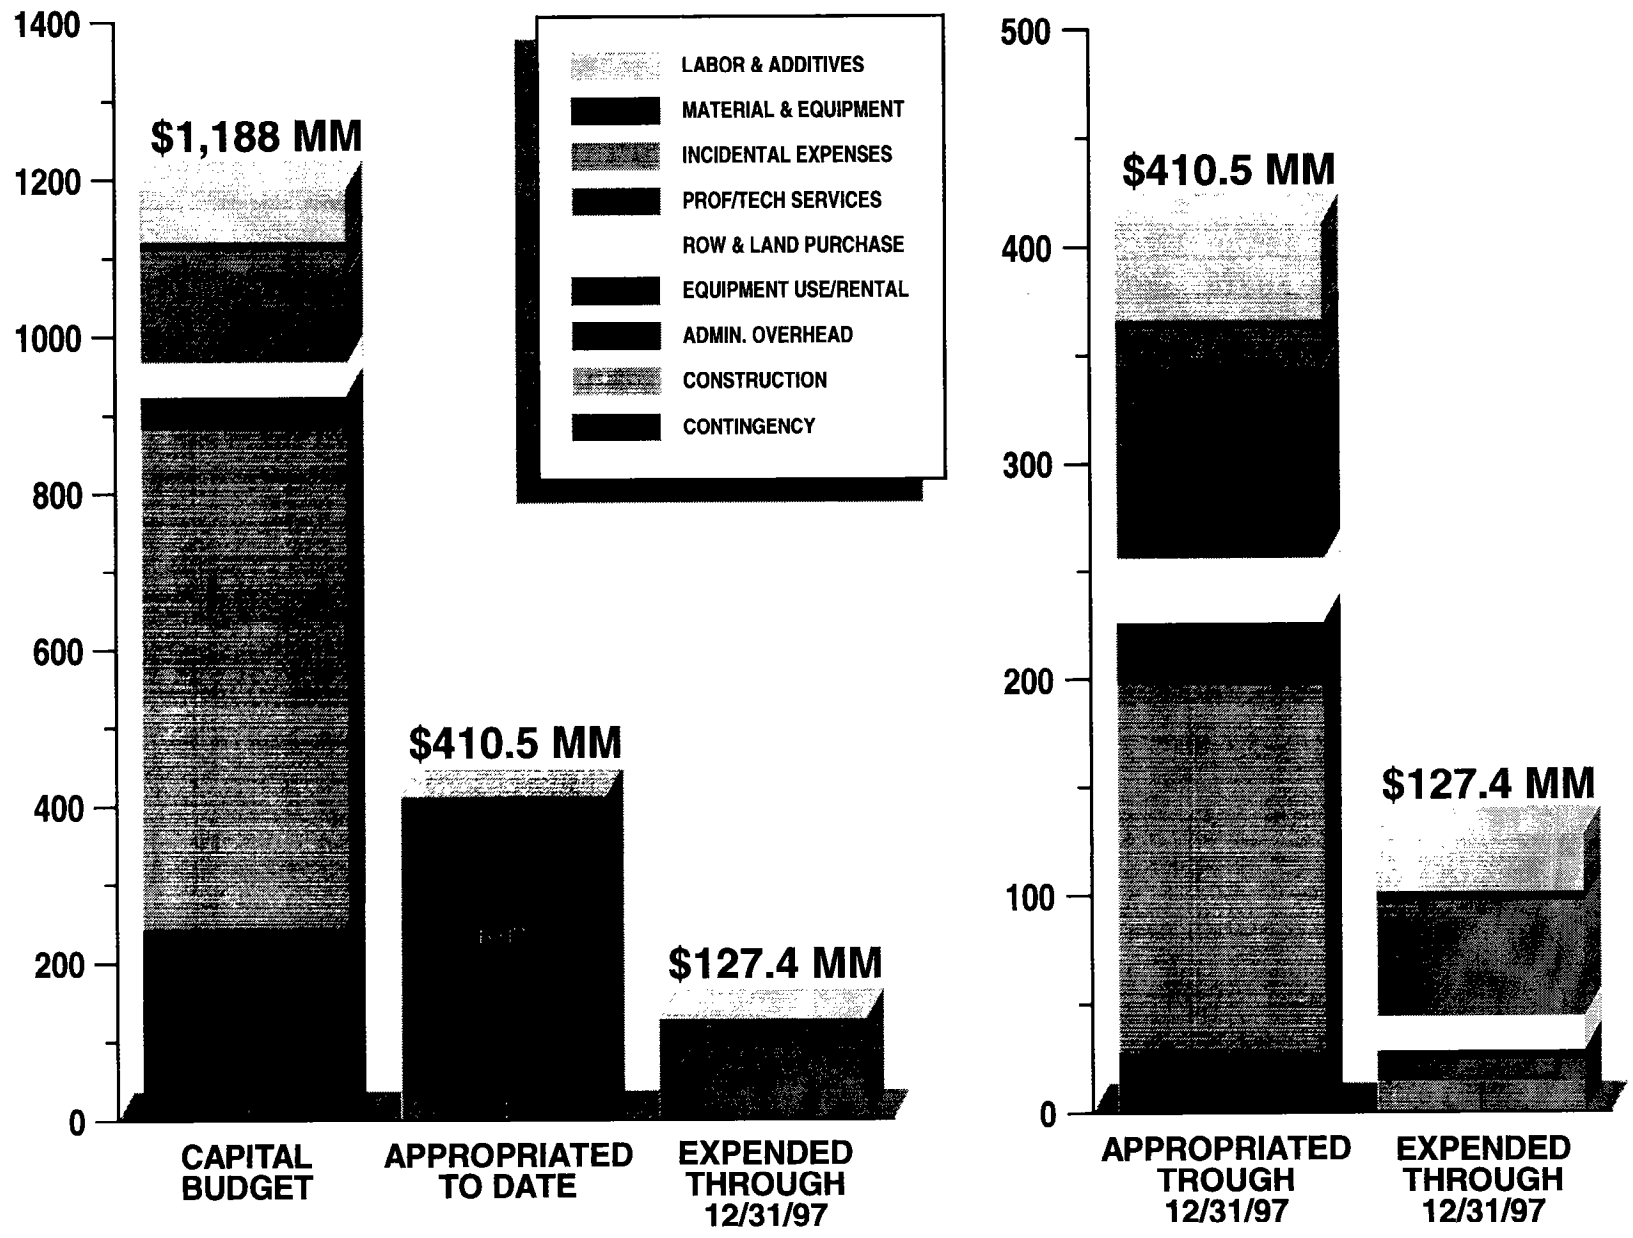 1400
1200
1000
800
600
400
200
0
$1,188 MM
$410.5 MM
$127.4 MM
CAPITAL
BUDGET
APPROPRIATED
TO DATE
EXPENDED
THROUGH
12/31/97
LABOR & ADDITIVES
MATERIAL & EQUIPMENT
INCIDENTAL EXPENSES
PROF/TECH SERVICES
ROW & LAND PURCHASE
EQUIPMENT USE/RENTAL
ADMIN. OVERHEAD
CONSTRUCTION
CONTINGENCY
500
400
300
200
100
0
$410.5 MM
$127.4 MM
APPROPRIATED
TROUGH
12/31/97
EXPENDED
THROUGH
12/31/97